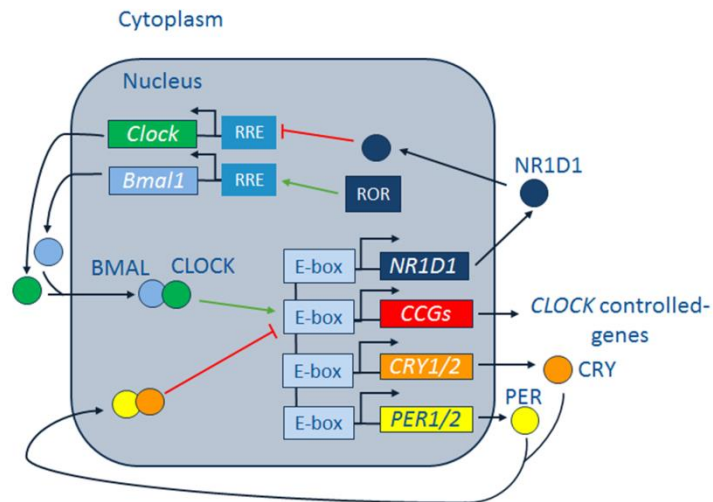 Cytoplasm
Nucleus
Clock
RRE
Bmal1
RRE
ROR
NR1D1
BMAL
CLOCK
E-box
NR1D1
E-box
CCGs
CLOCK controlled-
genes
E-box
CRY1/2
CRY
E-box
PER1/2
PER